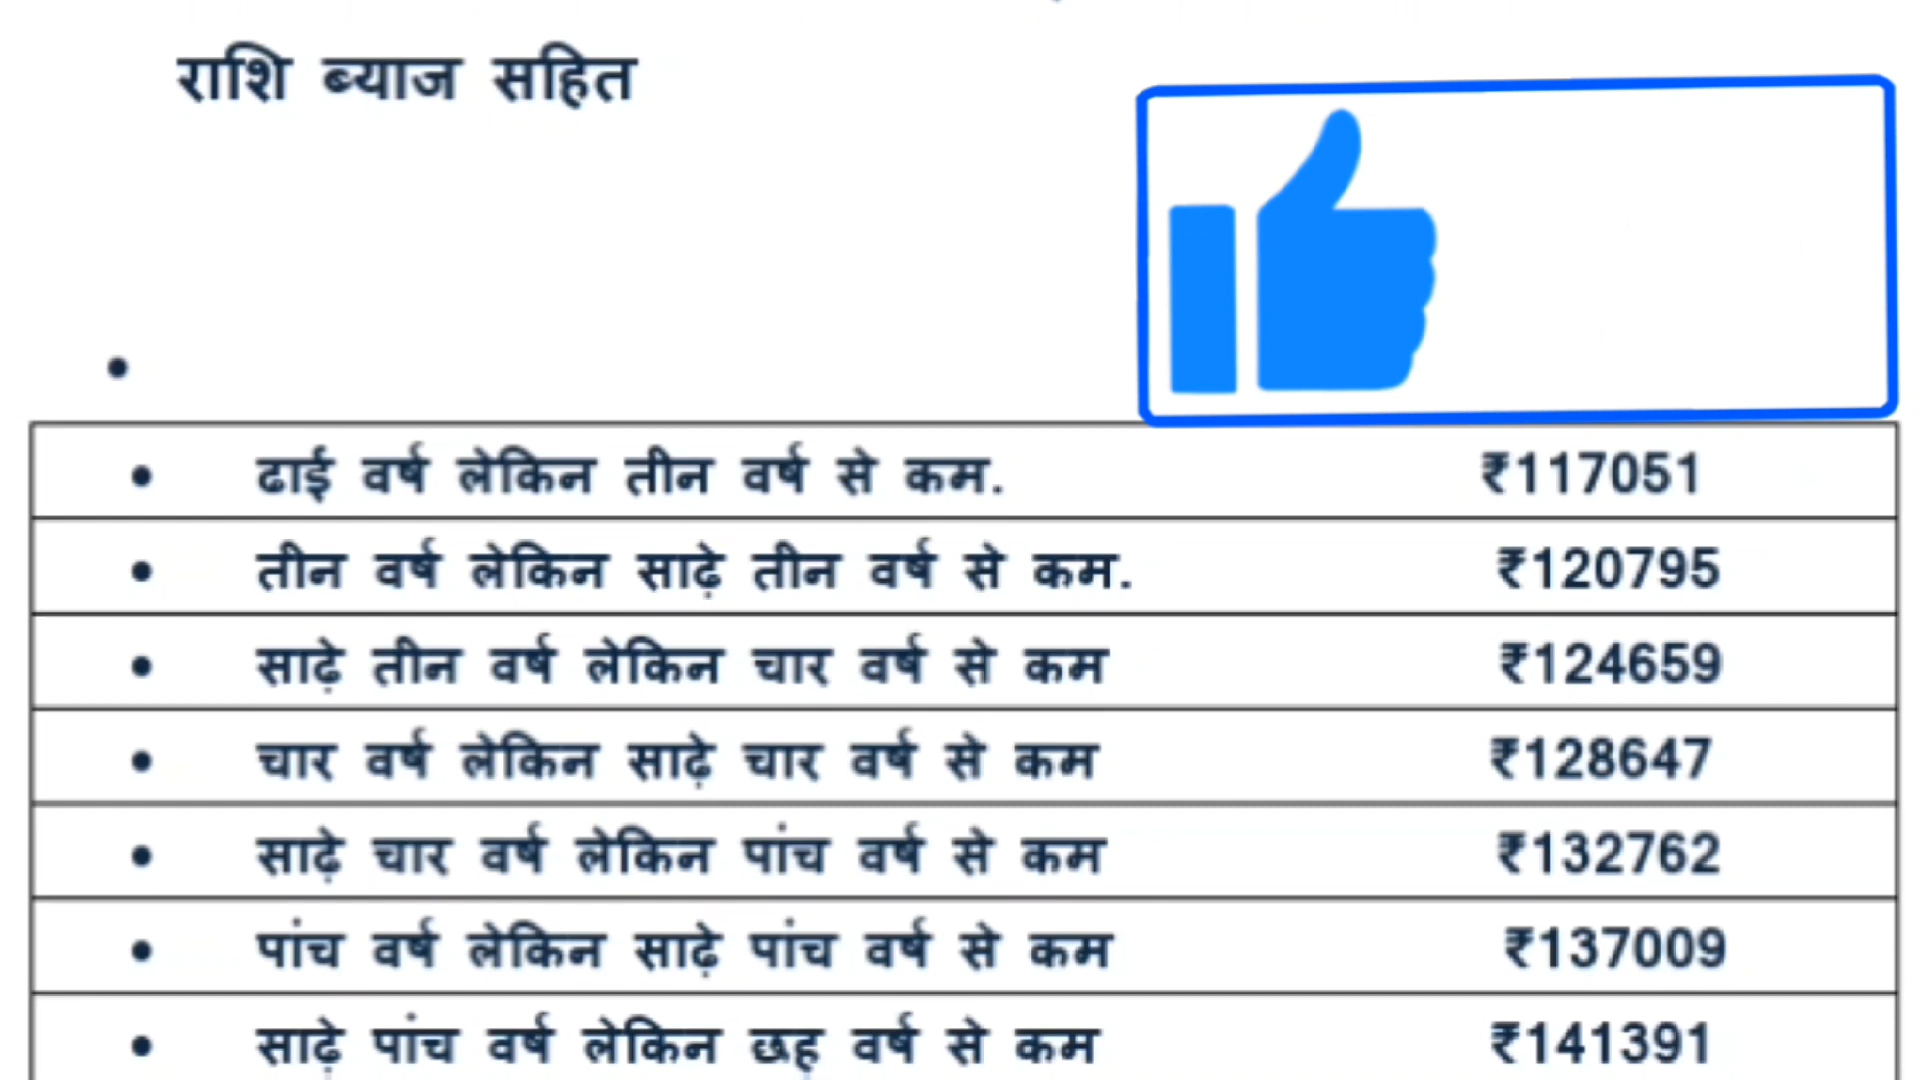 राशि ब्याज सहित
• ढाई वर्ष लेकिन तीन वर्ष से कम. ₹117051
• तीन वर्ष लेकिन साढ़े तीन वर्ष से कम. ₹120795
• साढ़े तीन वर्ष लेकिन चार वर्ष से कम ₹124659
• चार वर्ष लेकिन साढ़े चार वर्ष से कम ₹128647
• साढ़े चार वर्ष लेकिन पांच वर्ष से कम ₹132762
• पांच वर्ष लेकिन साढ़े पांच वर्ष से कम ₹137009
• साढ़े पांच वर्ष लेकिन छह वर्ष से कम ₹141391